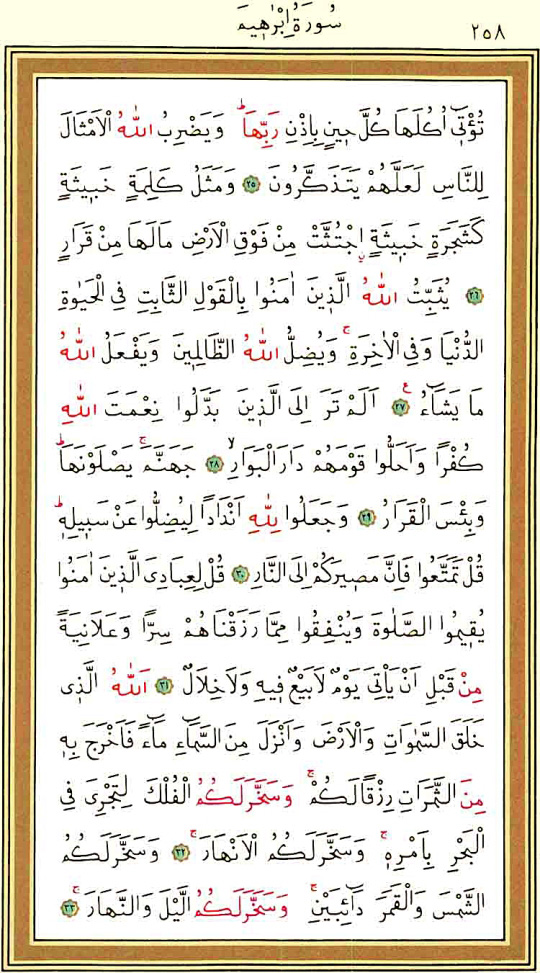 سُورَةُ اِبْرٰهٖيمَ
٢٥٨
تُؤْتٖٓى اُكُلَهَا كُلَّ حٖينٍ بِاِذْنِ رَبِّهَاۜ وَيَضْرِبُ اللّٰهُ الْاَمْثَالَ
لِلنَّاسِ لَعَلَّهُمْ يَتَذَكَّرُونَ ﴿٢٥﴾ وَمَثَلُ كَلِمَةٍ خَبٖيثَةٍ
كَشَجَرَةٍ خَبٖيثَةٍ اجْتُثَّتْ مِنْ فَوْقِ الْاَرْضِ مَا لَهَا مِنْ قَرَارٍ
﴿٢٦﴾ يُثَبِّتُ اللّٰهُ الَّذٖينَ اٰمَنُوا بِالْقَوْلِ الثَّابِتِ فِى الْحَيٰوةِ
الدُّنْيَا وَفِى الْاٰخِرَةِۚ وَيُضِلُّ اللّٰهُ الظَّالِمٖينَ وَيَفْعَلُ اللّٰهُ
مَا يَشَٓاءُ ﴿٢٧﴾ اَلَمْ تَرَ اِلَى الَّذٖينَ بَدَّلُوا نِعْمَتَ اللّٰهِ
كُفْرًا وَاَحَلُّوا قَوْمَهُمْ دَارَ الْبَوَارِۙ ﴿٢٨﴾ جَهَنَّمَۚ يَصْلَوْنَهَاۜ
وَبِئْسَ الْقَرَارُ ﴿٢٩﴾ وَجَعَلُوا لِلّٰهِ اَنْدَادًا لِيُضِلُّوا عَنْ سَبٖيلِهٖۜ
قُلْ تَمَتَّعُوا فَاِنَّ مَصٖيرَكُمْ اِلَى النَّارِ ﴿٣٠﴾ قُلْ لِعِبَادِىَ الَّذٖينَ اٰمَنُوا
يُقٖيمُوا الصَّلٰوةَ وَيُنْفِقُوا مِمَّا رَزَقْنَاهُمْ سِرًّا وَعَلَانِيَةً
مِنْ قَبْلِ اَنْ يَاْتِىَ يَوْمٌ لَا بَيْعٌ فٖيهِ وَلَا خِلَالٌ ﴿٣١﴾ اَللّٰهُ الَّذٖى
خَلَقَ السَّمٰوَاتِ وَالْاَرْضَ وَاَنْزَلَ مِنَ السَّمَٓاءِ مَٓاءً فَاَخْرَجَ بِهٖ
مِنَ الثَّمَرَاتِ رِزْقًا لَكُمْۚ وَسَخَّرَ لَكُمُ الْفُلْكَ لِتَجْرِىَ فِى
الْبَحْرِ بِاَمْرِهٖۚ وَسَخَّرَ لَكُمُ الْاَنْهَارَۚ ﴿٣٢﴾ وَسَخَّرَ لَكُمُ
الشَّمْسَ وَالْقَمَرَ دَٓائِبَيْنِۚ وَسَخَّرَ لَكُمُ الَّيْلَ وَالنَّهَارَۚ ﴿٣٣﴾